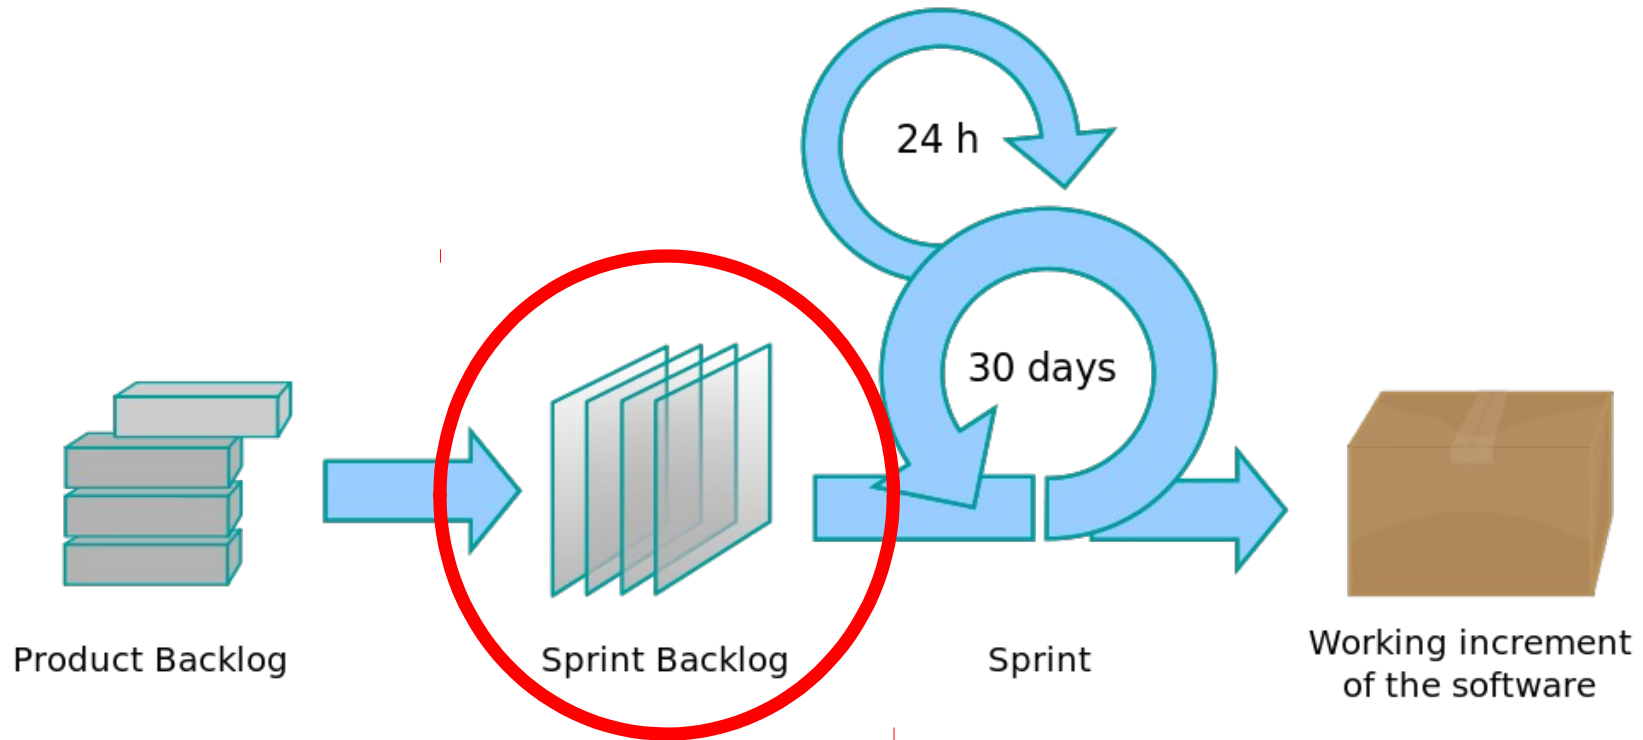 24 h
30 days
Product Backlog
Sprint Backlog
Sprint
Working increment
of the software